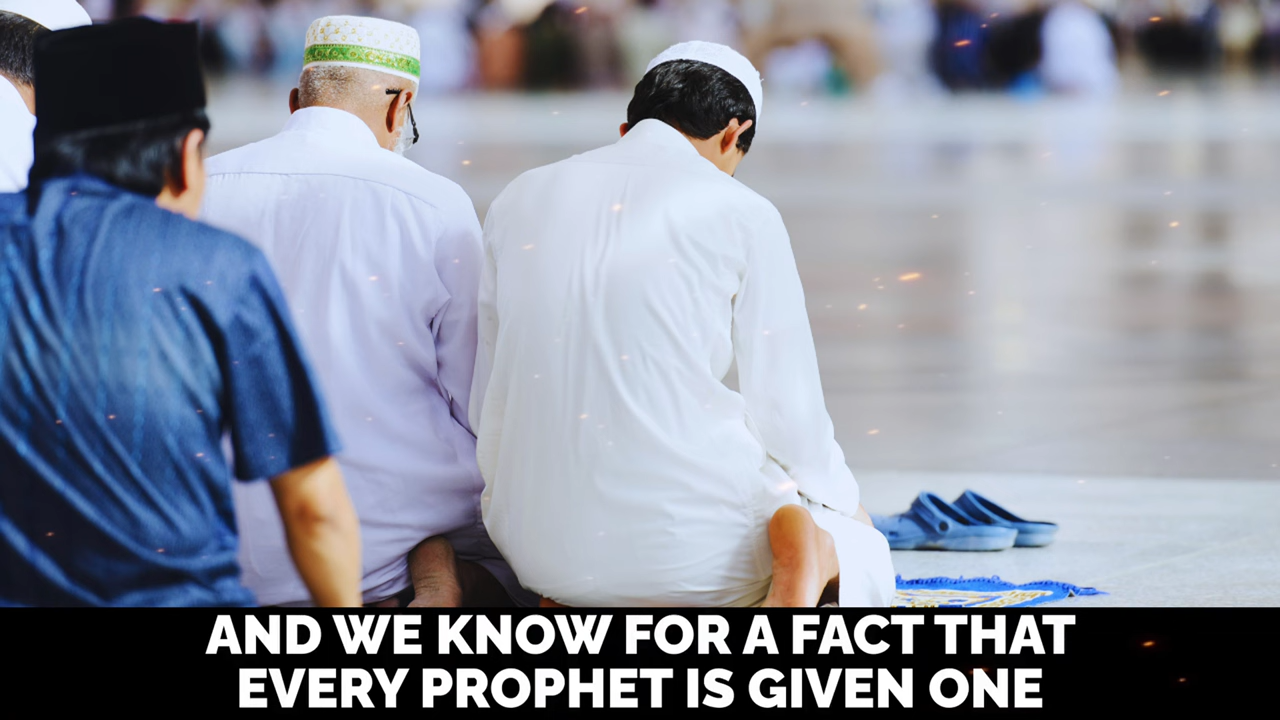 AND WE KNOW FOR A FACT THAT
EVERY PROPHET IS GIVEN ONE